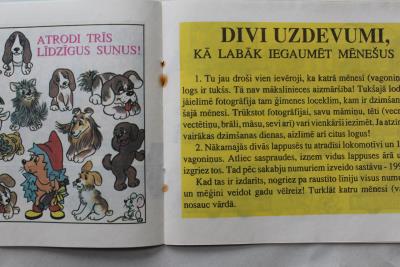 ATRODI TRĪS
LĪDZĪGUS SUŅUS!
DIVI UZDEVUMI,
KĀ LABĀK IEGAUMĒT MĒNEŠUS
1. Tu jau droši vien ievēroji, ka katrā mēnesī (vagoniņ
logs ir tukšs. Tā nav mākslinieces aizmāršība! Tukšajā lod
jāielīmē fotogrāfija tam ģimenes loceklim, kam ir dzimšan
šajā mēnesī. Trūkstot fotogrāfijai, savu māmiņu, tēti (vece
vectētiņu, brāli, māsu, sevi arī) vari vienkārši iezīmēt. Ja atzīn
vairākas dzimšanas dienas, aizlīmē arī citus logus!
2. Nākamajās divās lappusēs tu atradīsi lokomotīvi un 1
vagoniņus. Atliec saspraudes, izņem vidus lappuses ārā u
izgriez tos. Tad pēc sakabju numuriem izveido sastāvu - 199
Kad tas ir izdarīts, nogriez pa raustīto līniju visus num
un mēģini veidot gadu vēlreiz! Turklāt katru mēnesi (va
nosauc vārdā.